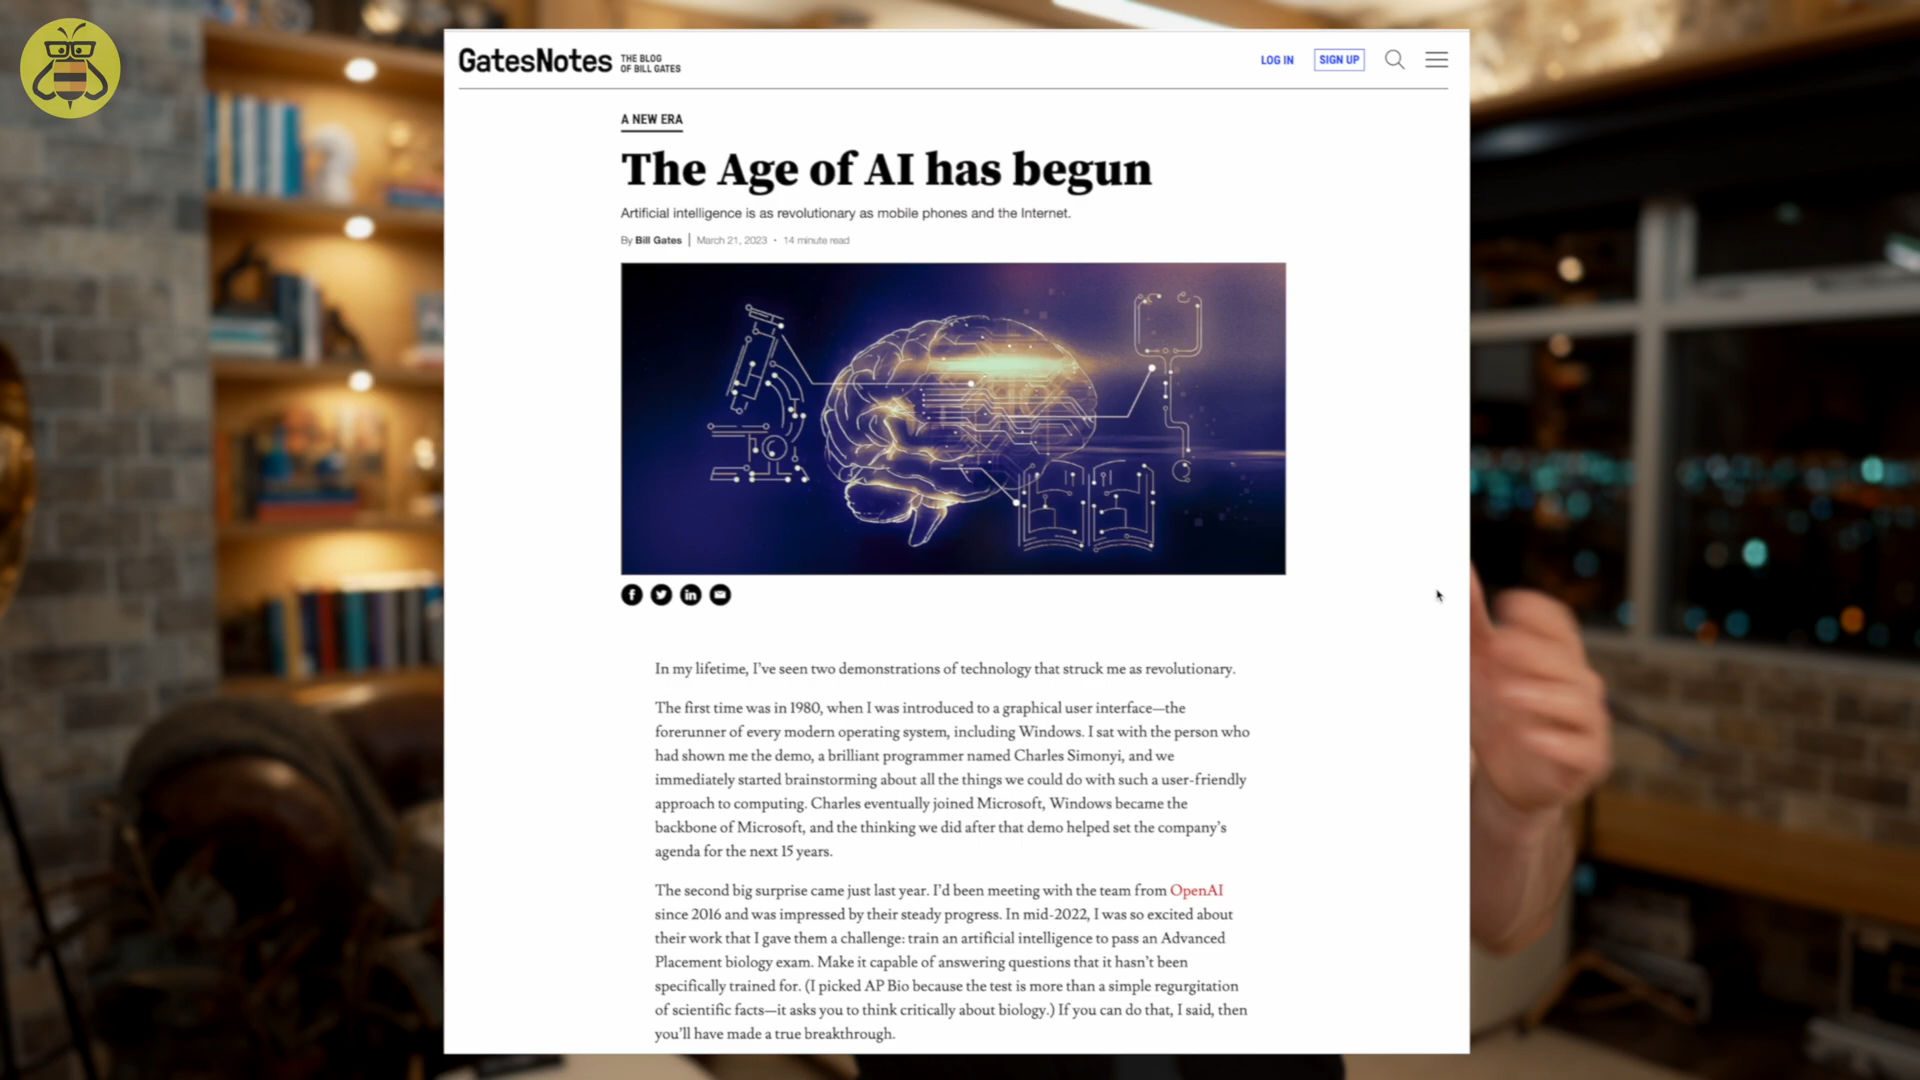 GatesNotes THE BLOG
OF BILL GATES
LOG IN
SIGN UP
A NEW ERA
The Age of AI has begun
Artificial intelligence is as revolutionary as mobile phones and the Internet.
By Bill Gates | March 21, 2023 • 14 minute read
In my lifetime, I’ve seen two demonstrations of technology that struck me as revolutionary.
The first time was in 1980, when I was introduced to a graphical user interface—the
forerunner of every modern operating system, including Windows. I sat with the person who
had shown me the demo, a brilliant programmer named Charles Simonyi, and we
immediately started brainstorming about all the things we could do with such a user-friendly
approach to computing. Charles eventually joined Microsoft, Windows became the
backbone of Microsoft, and the thinking we did after that demo helped set the company’s
agenda for the next 15 years.
The second big surprise came just last year. I’d been meeting with the team from OpenAI
since 2016 and was impressed by their steady progress. In mid-2022, I was so excited about
their work that I gave them a challenge: train an artificial intelligence to pass an Advanced
Placement biology exam. Make it capable of answering questions that it hasn’t been
specifically trained for. (I picked AP Bio because the test is more than a simple regurgitation
of scientific facts—it asks you to think critically about biology.) If you can do that, I said, then
you’ll have made a true breakthrough.